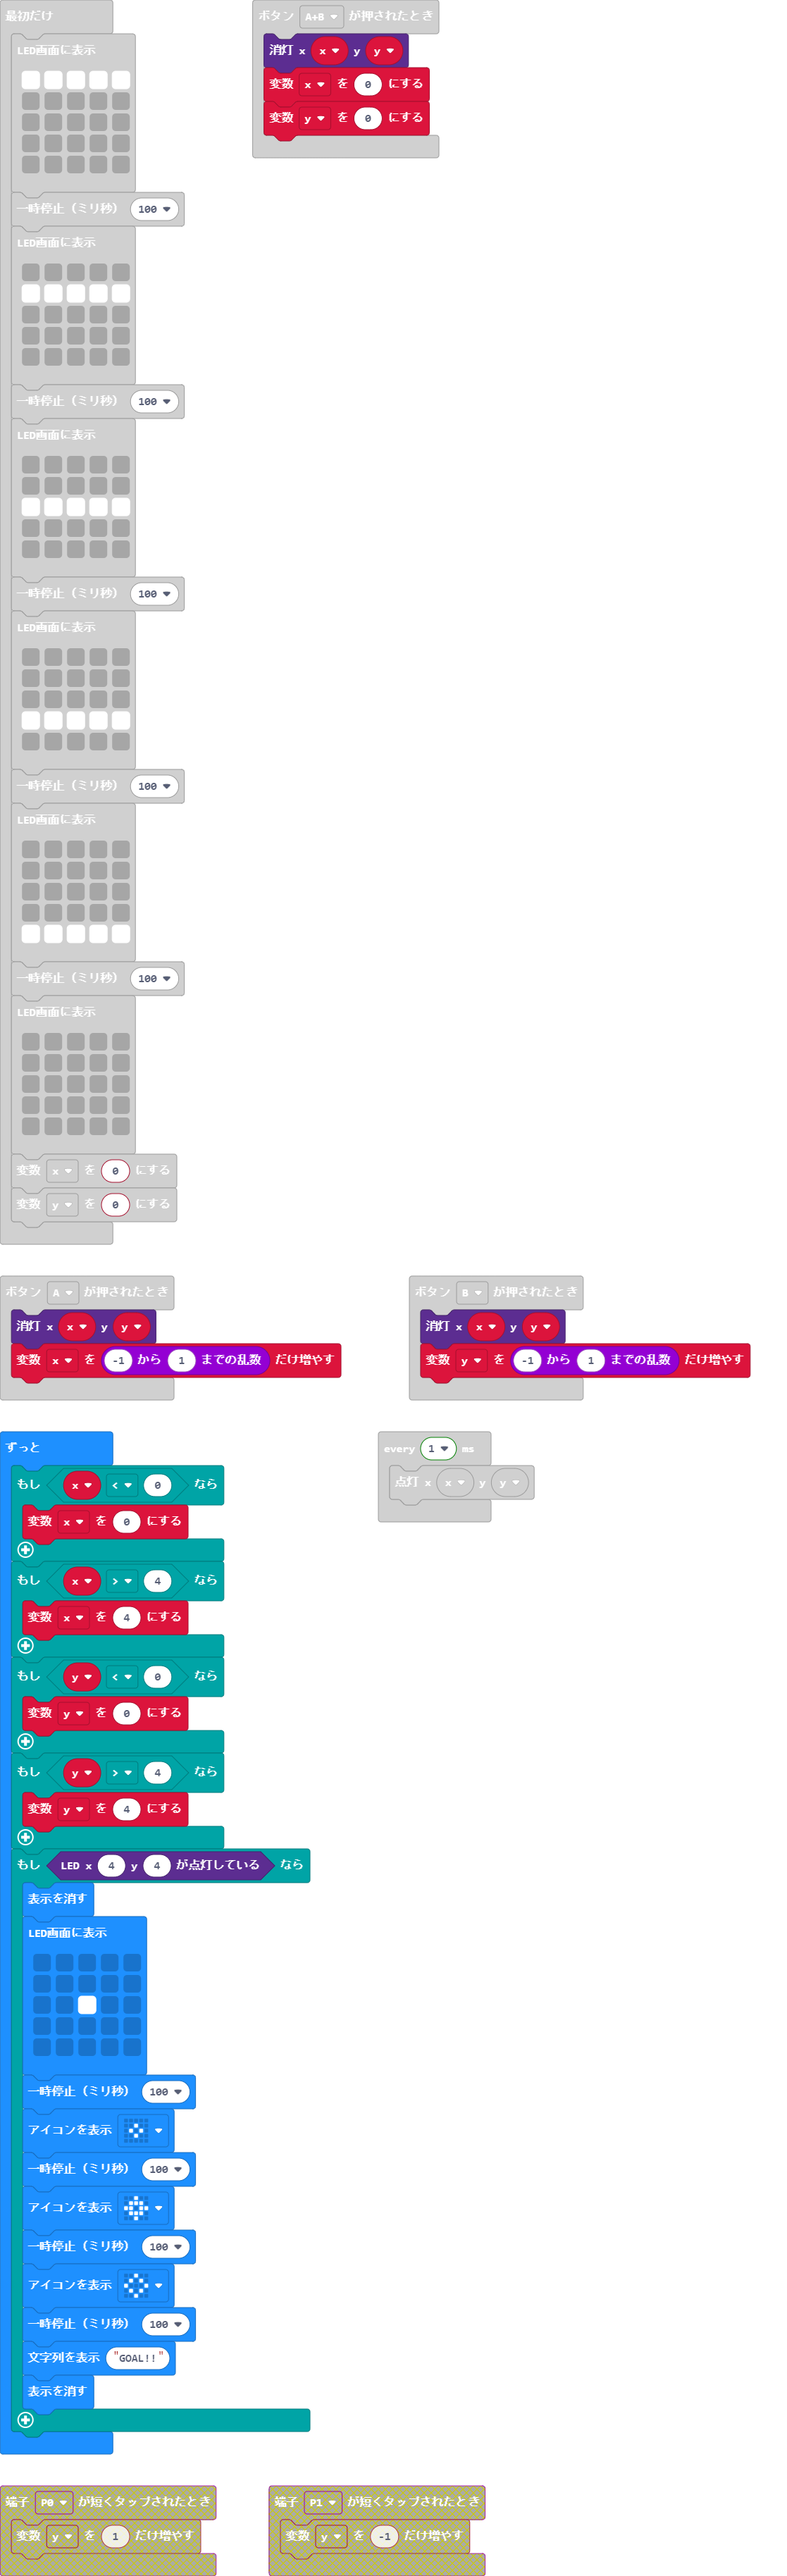 最初だけ
LED画面に表示
一時停止（ミリ秒） 100
LED画面に表示
一時停止（ミリ秒） 100
LED画面に表示
一時停止（ミリ秒） 100
LED画面に表示
一時停止（ミリ秒） 100
LED画面に表示
一時停止（ミリ秒） 100
LED画面に表示
変数 x を 0 にする
変数 y を 0 にする
ボタン A+B が押されたとき
消灯 x x y y
変数 x を 0 にする
変数 y を 0 にする
ボタン A が押されたとき
消灯 x x y y
変数 x を -1 から 1 までの乱数 だけ増やす
ボタン B が押されたとき
消灯 x x y y
変数 y を -1 から 1 までの乱数 だけ増やす
ずっと
もし x < 0 なら
変数 x を 0 にする
もし x > 4 なら
変数 x を 4 にする
もし y < 0 なら
変数 y を 0 にする
もし y > 4 なら
変数 y を 4 にする
もし LED x 4 y 4 が点灯している なら
表示を消す
LED画面に表示
一時停止（ミリ秒） 100
アイコンを表示
一時停止（ミリ秒） 100
アイコンを表示
一時停止（ミリ秒） 100
アイコンを表示
一時停止（ミリ秒） 100
文字列を表示 "GOAL!!"
表示を消す
every 1 ms
点灯 x x y y
端子 P0 が短くタップされたとき
変数 y を 1 だけ増やす
端子 P1 が短くタップされたとき
変数 y を -1 だけ増やす